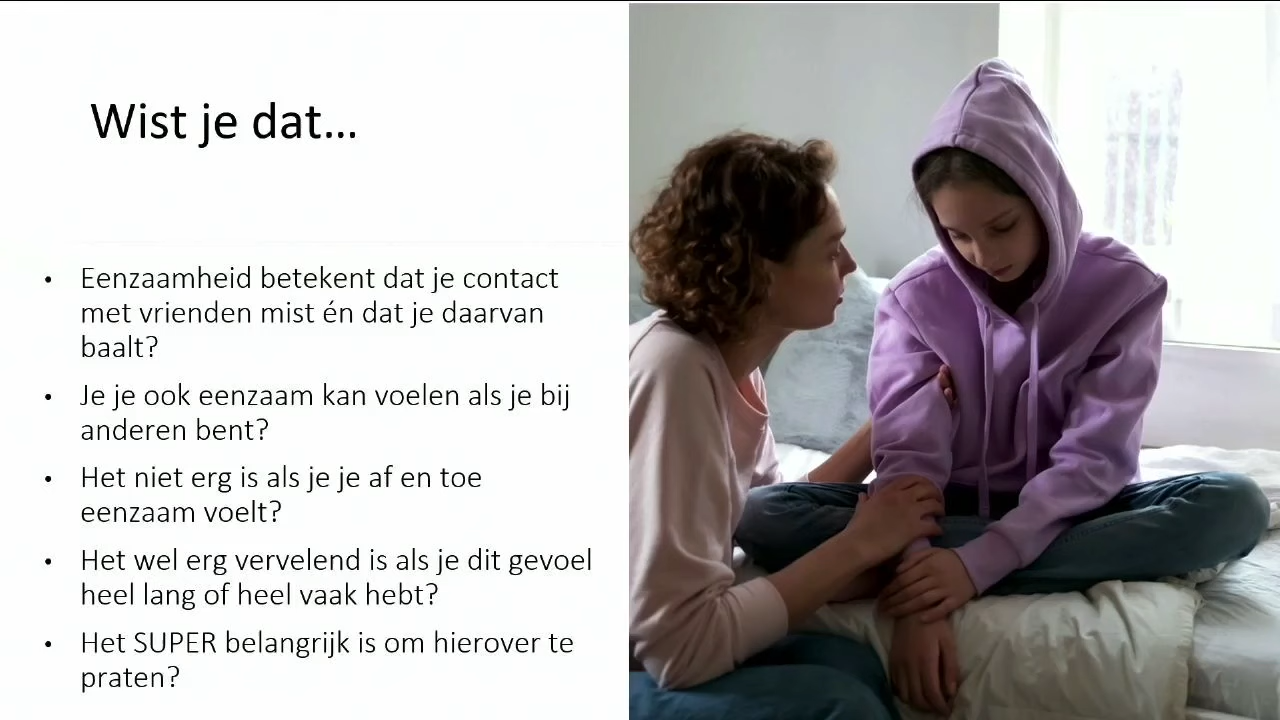 Wist je dat...
• Eenzaamheid betekent dat je contact
met vrienden mist én dat je daarvan
baalt?
• Je je ook eenzaam kan voelen als je bij
anderen bent?
• Het niet erg is als je je af en toe
eenzaam voelt?
• Het wel erg vervelend is als je dit gevoel
heel lang of heel vaak hebt?
• Het SUPER belangrijk is om hierover te
praten?